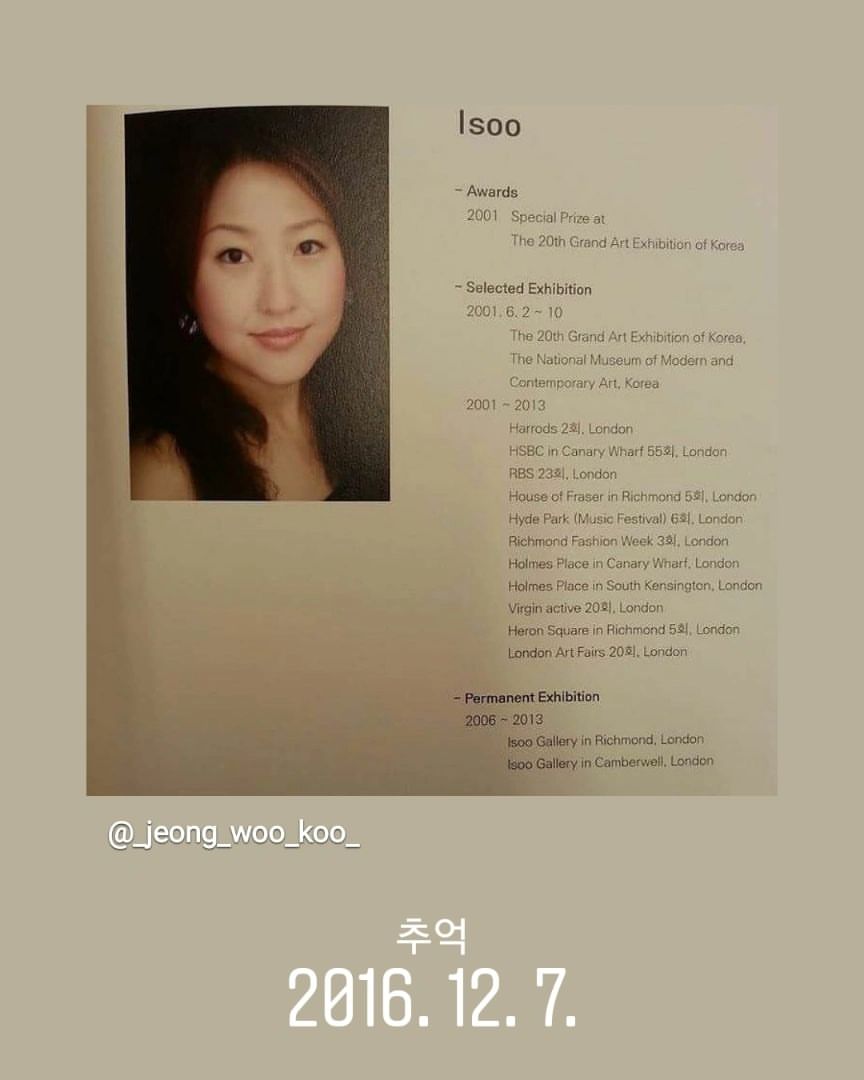 Isoo
- Awards
2001 Special Prize at
The 20th Grand Art Exhibition of Korea
- Selected Exhibition
2001. 6. 2 ~ 10
The 20th Grand Art Exhibition of Korea,
The National Museum of Modern and
Contemporary Art, Korea
2001 ~ 2013
Harrods 2회, London
HSBC in Canary Wharf 55회, London
RBS 23회, London
House of Fraser in Richmond 5회, London
Hyde Park (Music Festival) 6회, London
Richmond Fashion Week 3회, London
Holmes Place in Canary Wharf, London
Holmes Place in South Kensington, London
Virgin active 20회, London
Heron Square in Richmond 5회, London
London Art Fairs 20회, London
- Permanent Exhibition
2006 ~ 2013
Isoo Gallery in Richmond, London
Isoo Gallery in Camberwell, London
@_jeong_woo_koo_
추억
2016. 12. 7.